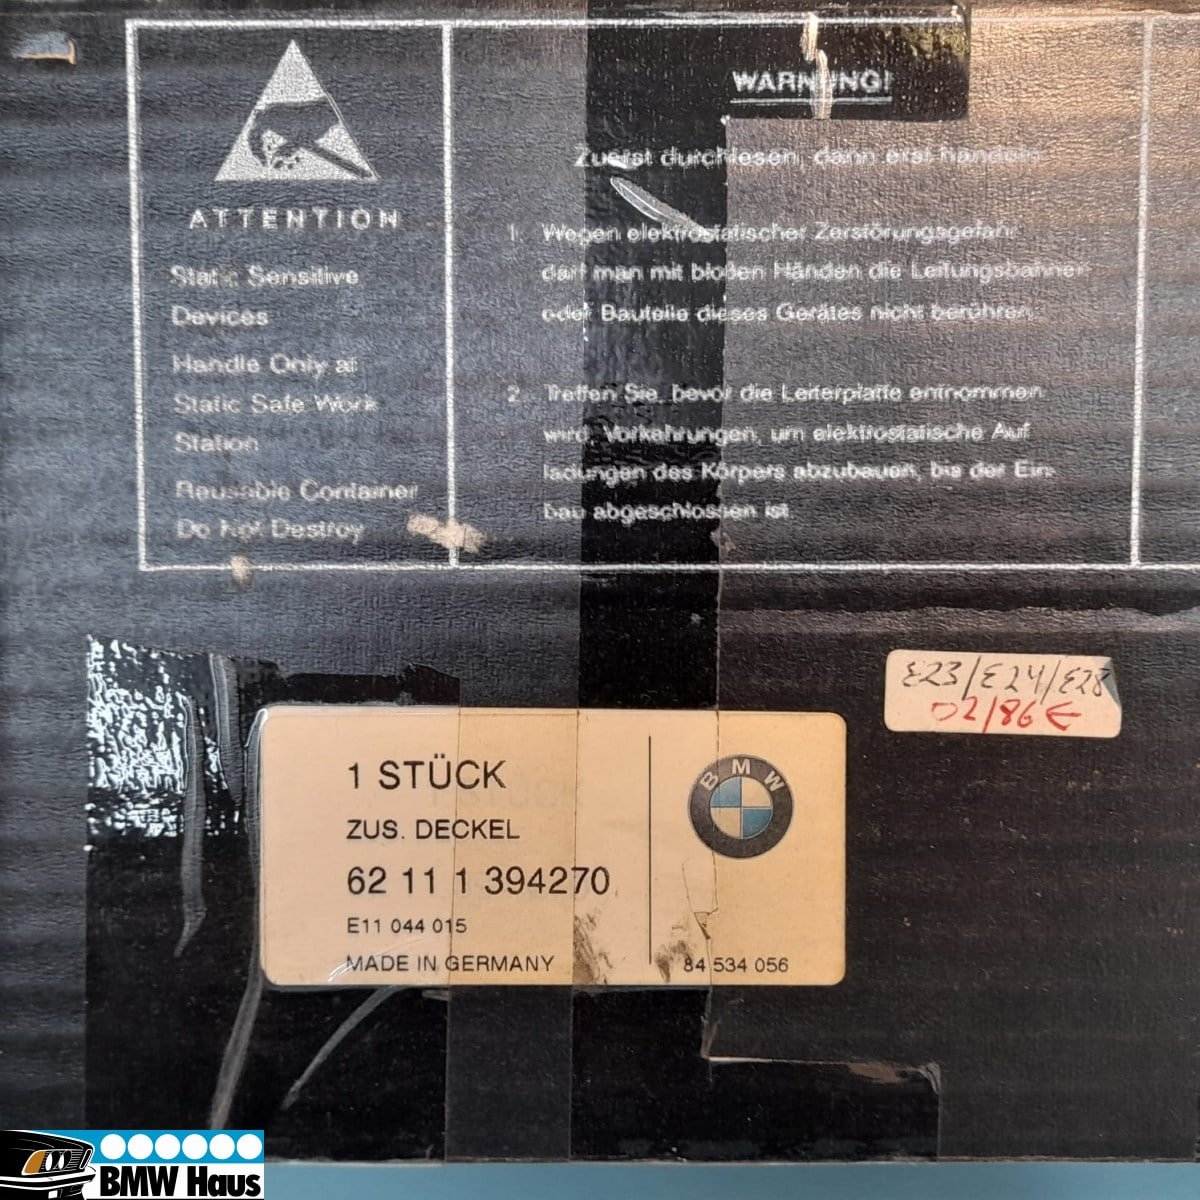 ATTENTION
Static Sensitive
Devices
Handle Only at
Static Safe Work
Station
Reusable Container
Do Not Destroy
WARNUNG!
Zuerst durchlesen, dann erst handeln
1. Wegen elektrostatischer Zerstörungsgefahr
darf man mit bloßen Händen die Leitungsbahnen
oder Bauteile dieses Gerätes nicht berühren.
2. Treffen Sie, bevor die Leiterplatte entnommen
wird, Vorkehrungen, um elektrostatische Auf
ladungen des Körpers abzubauen, bis der Ein-
bau abgeschlossen ist
E23/E24/E28
02/86 E
1 STÜCK
ZUS. DECKEL
62 11 1 394270
E11 044 015
MADE IN GERMANY
BMW
84 534 056
BMW Haus